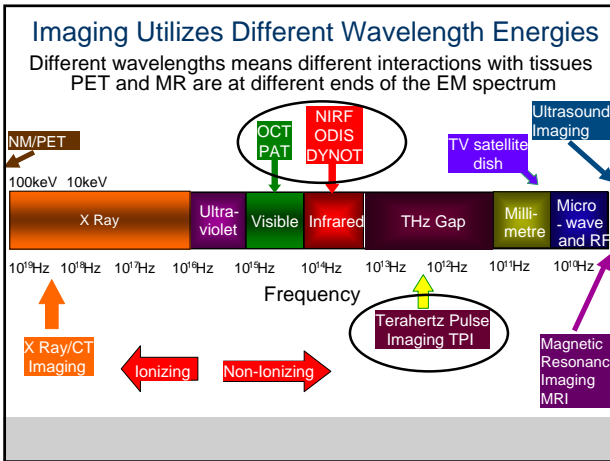 Imaging Utilizes Different Wavelength Energies
Different wavelengths means different interactions with tissues
PET and MR are at different ends of the EM spectrum
NM/PET
OCT
PAT
NIRF
ODIS
DYNOT
TV satellite
dish
Ultrasound
Imaging
100keV 10keV
X Ray
Ultra-
violet
Visible
Infrared
THz Gap
Milli-
metre
Micro
- wave
and RF
10¹⁹Hz 10¹⁸Hz 10¹⁷Hz 10¹⁶Hz 10¹⁵Hz 10¹⁴Hz 10¹³Hz 10¹²Hz 10¹¹Hz 10¹⁰Hz
Frequency
X Ray/CT
Imaging
Ionizing
Non-Ionizing
Terahertz Pulse
Imaging TPI
Magnetic
Resonanc
Imaging
MRI